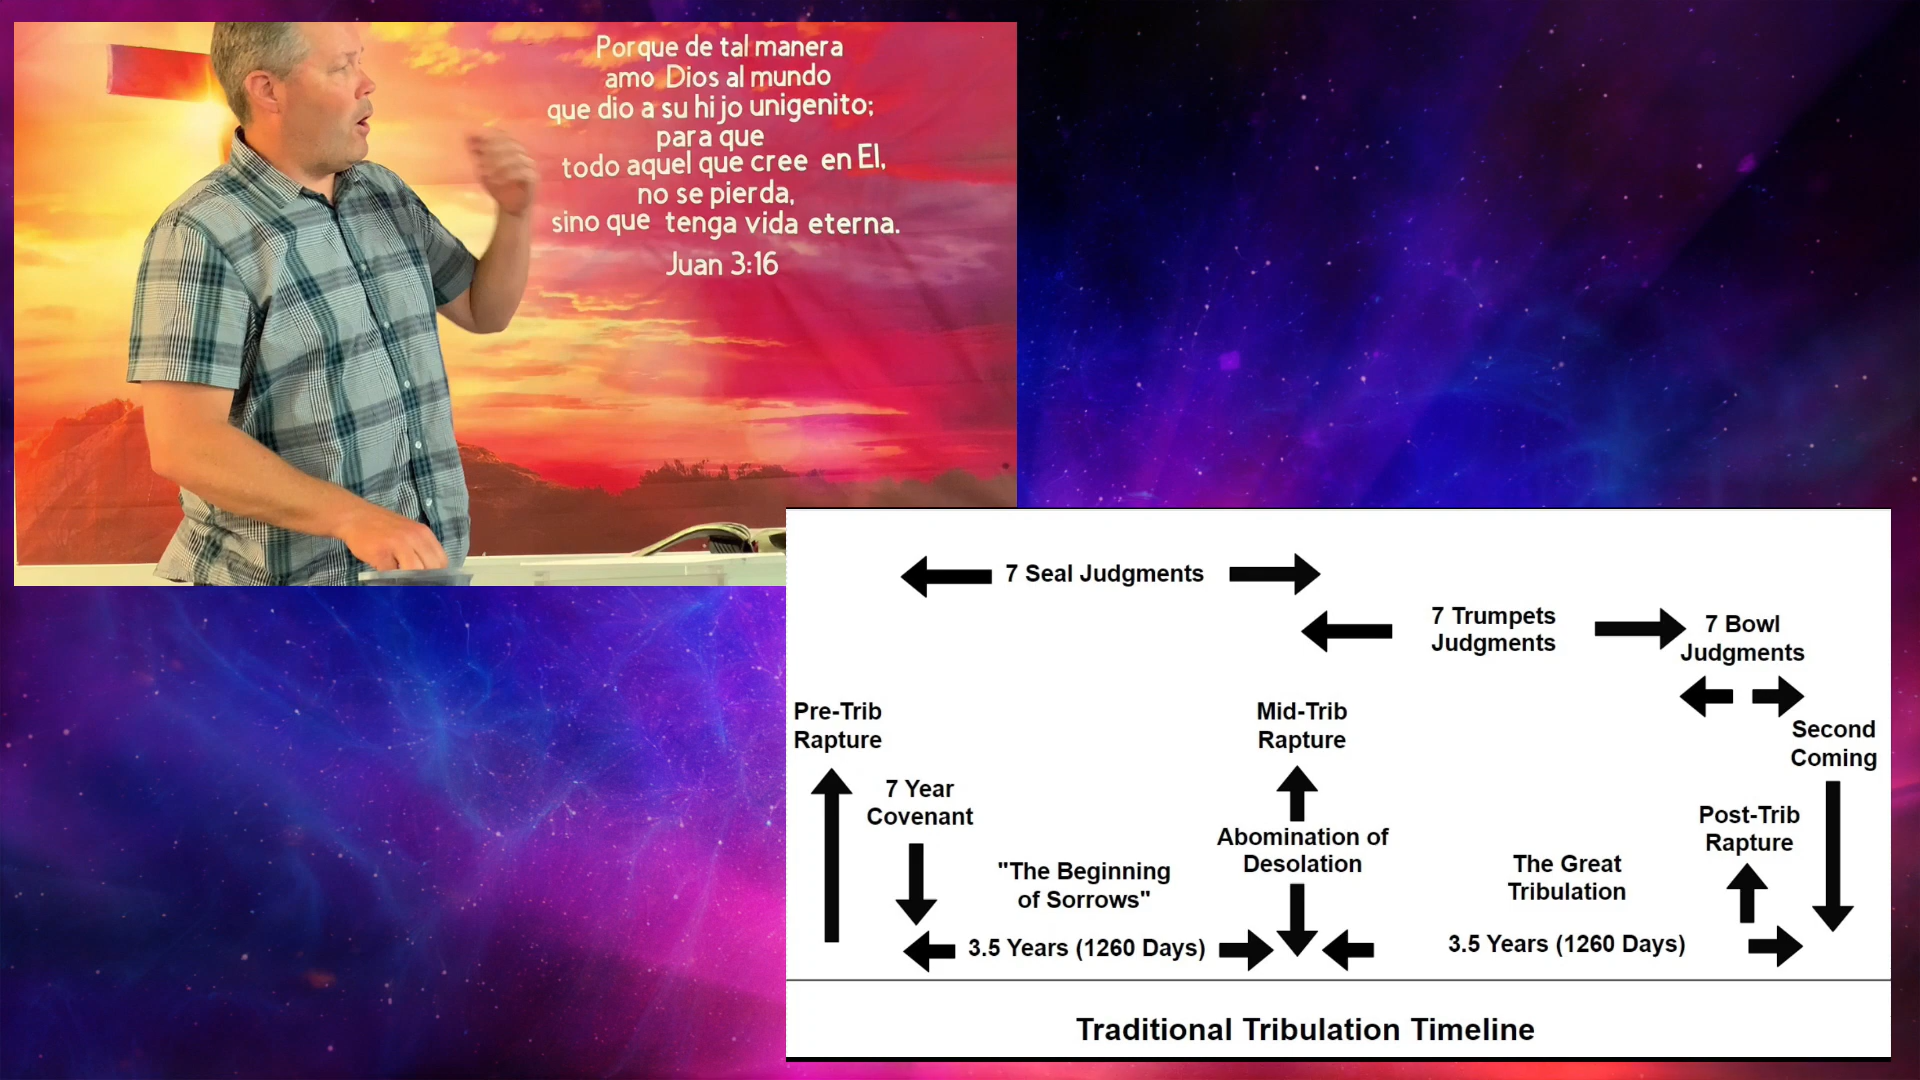 Porque de tal manera
amo Dios al mundo
que dio a su hijo unigenito;
para que
todo aquel que cree en El,
no se pierda,
sino que tenga vida eterna.
Juan 3:16
7 Seal Judgments
7 Trumpets
Judgments
7 Bowl
Judgments
Pre-Trib
Rapture
Mid-Trib
Rapture
Second
Coming
7 Year
Covenant
Post-Trib
Rapture
Abomination of
Desolation
"The Beginning
of Sorrows"
The Great
Tribulation
3.5 Years (1260 Days)
3.5 Years (1260 Days)
Traditional Tribulation Timeline